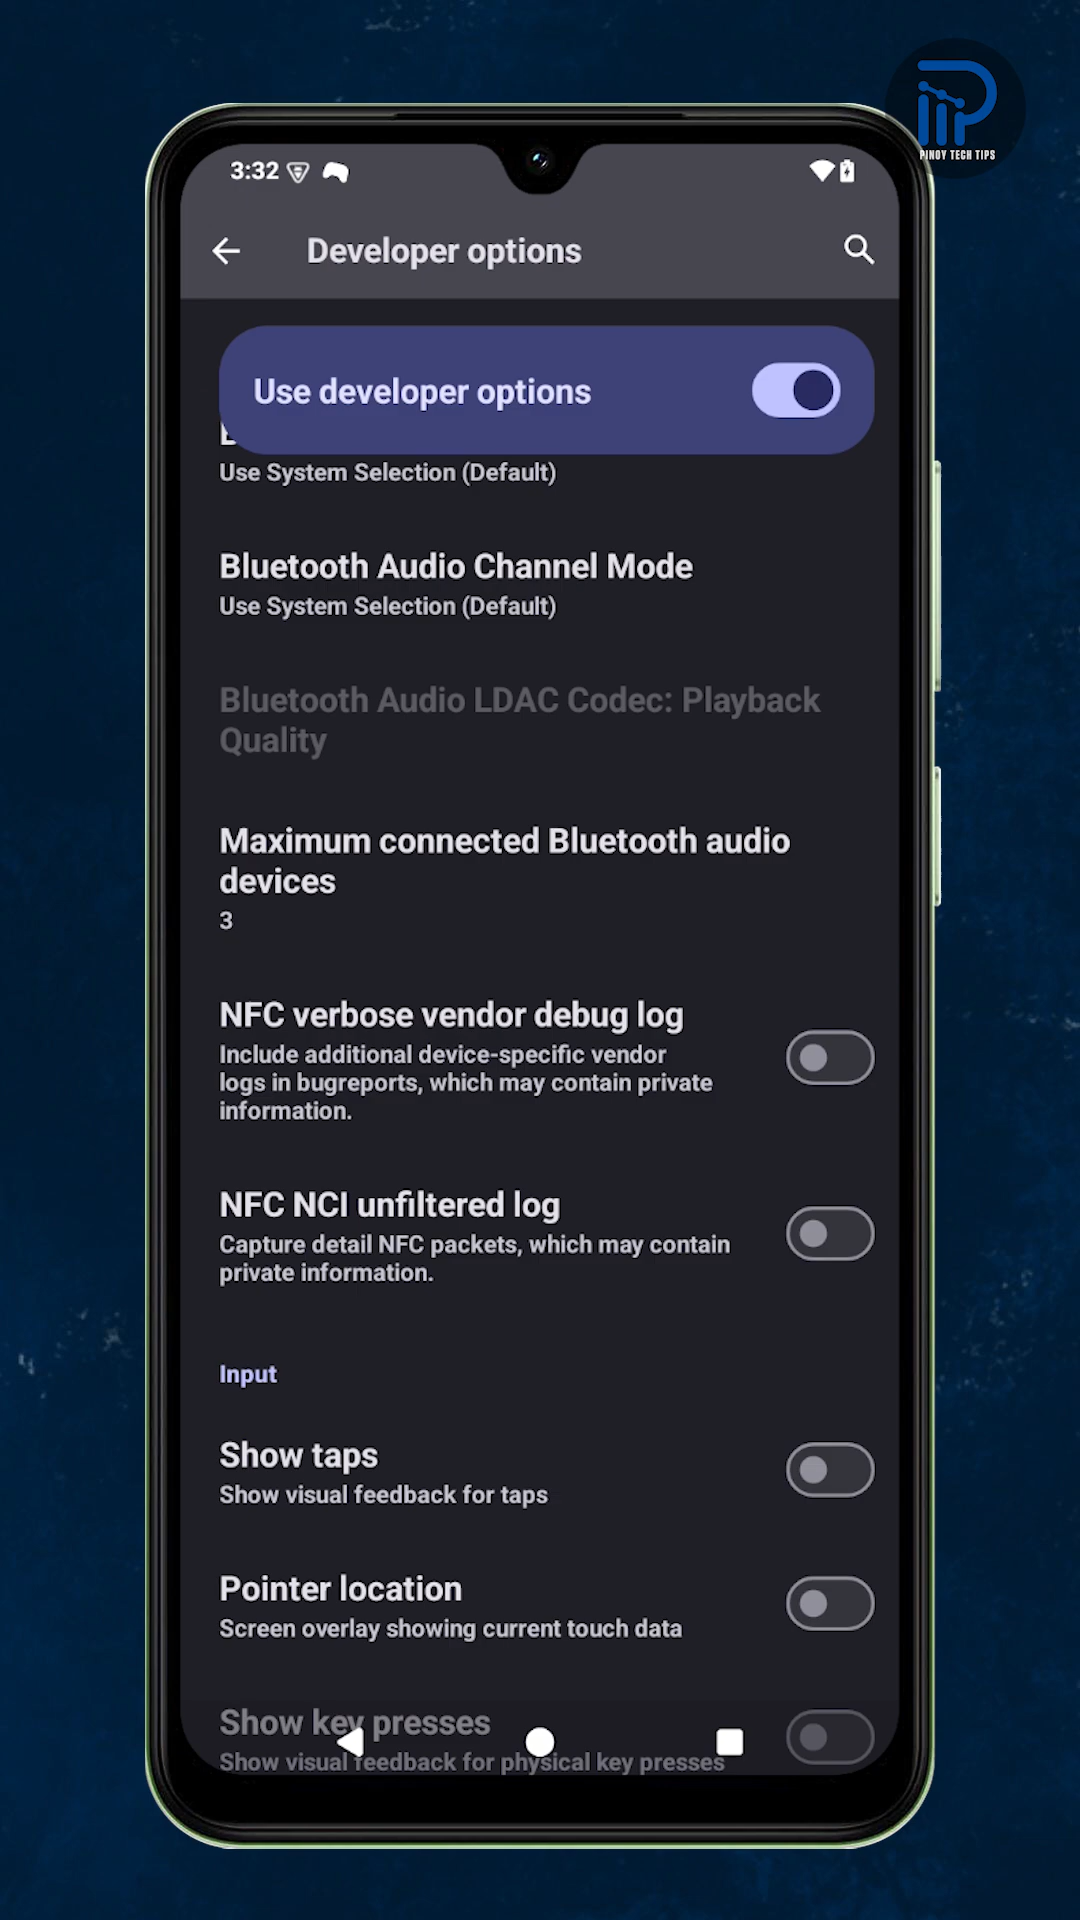 PINOY TECH TIPS
3:32
Developer options
Use developer options
Use System Selection (Default)
Bluetooth Audio Channel Mode
Use System Selection (Default)
Bluetooth Audio LDAC Codec: Playback
Quality
Maximum connected Bluetooth audio
devices
3
NFC verbose vendor debug log
Include additional device-specific vendor
logs in bugreports, which may contain private
information.
NFC NCI unfiltered log
Capture detail NFC packets, which may contain
private information.
Input
Show taps
Show visual feedback for taps
Pointer location
Screen overlay showing current touch data
Show key presses
Show visual feedback for physical key presses